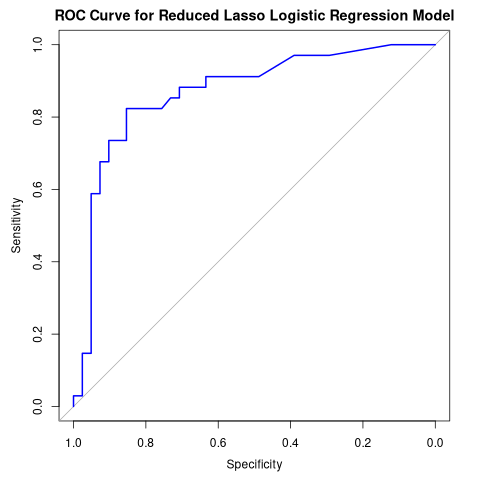 ROC Curve for Reduced Lasso Logistic Regression Model
Sensitivity
1.0
0.8
0.6
0.4
0.2
0.0
1.0 0.8 0.6 0.4 0.2 0.0
Specificity